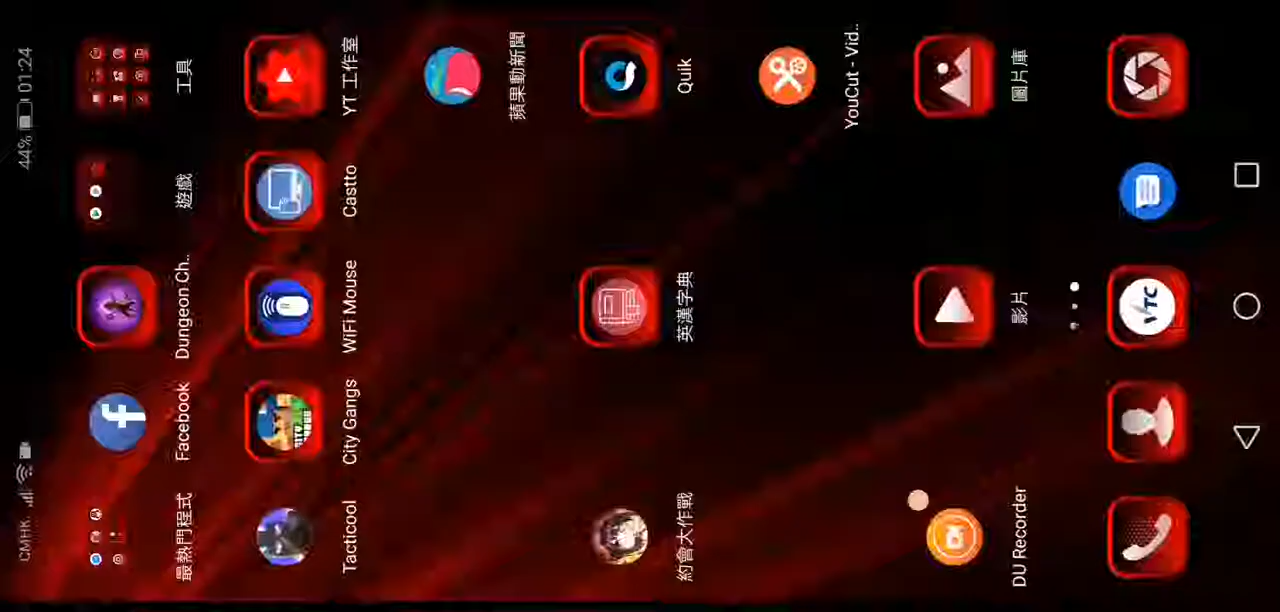 CMHK
44% 01:24
最熱門程式
Facebook
Dungeon Ch..
遊戲
工具
Tacticool
City Gangs
WiFi Mouse
Castto
YT 工作室
蘋果動新聞
約會大作戰
英漢字典
Quik
YouCut - Vid..
DU Recorder
影片
圖片庫
VTC